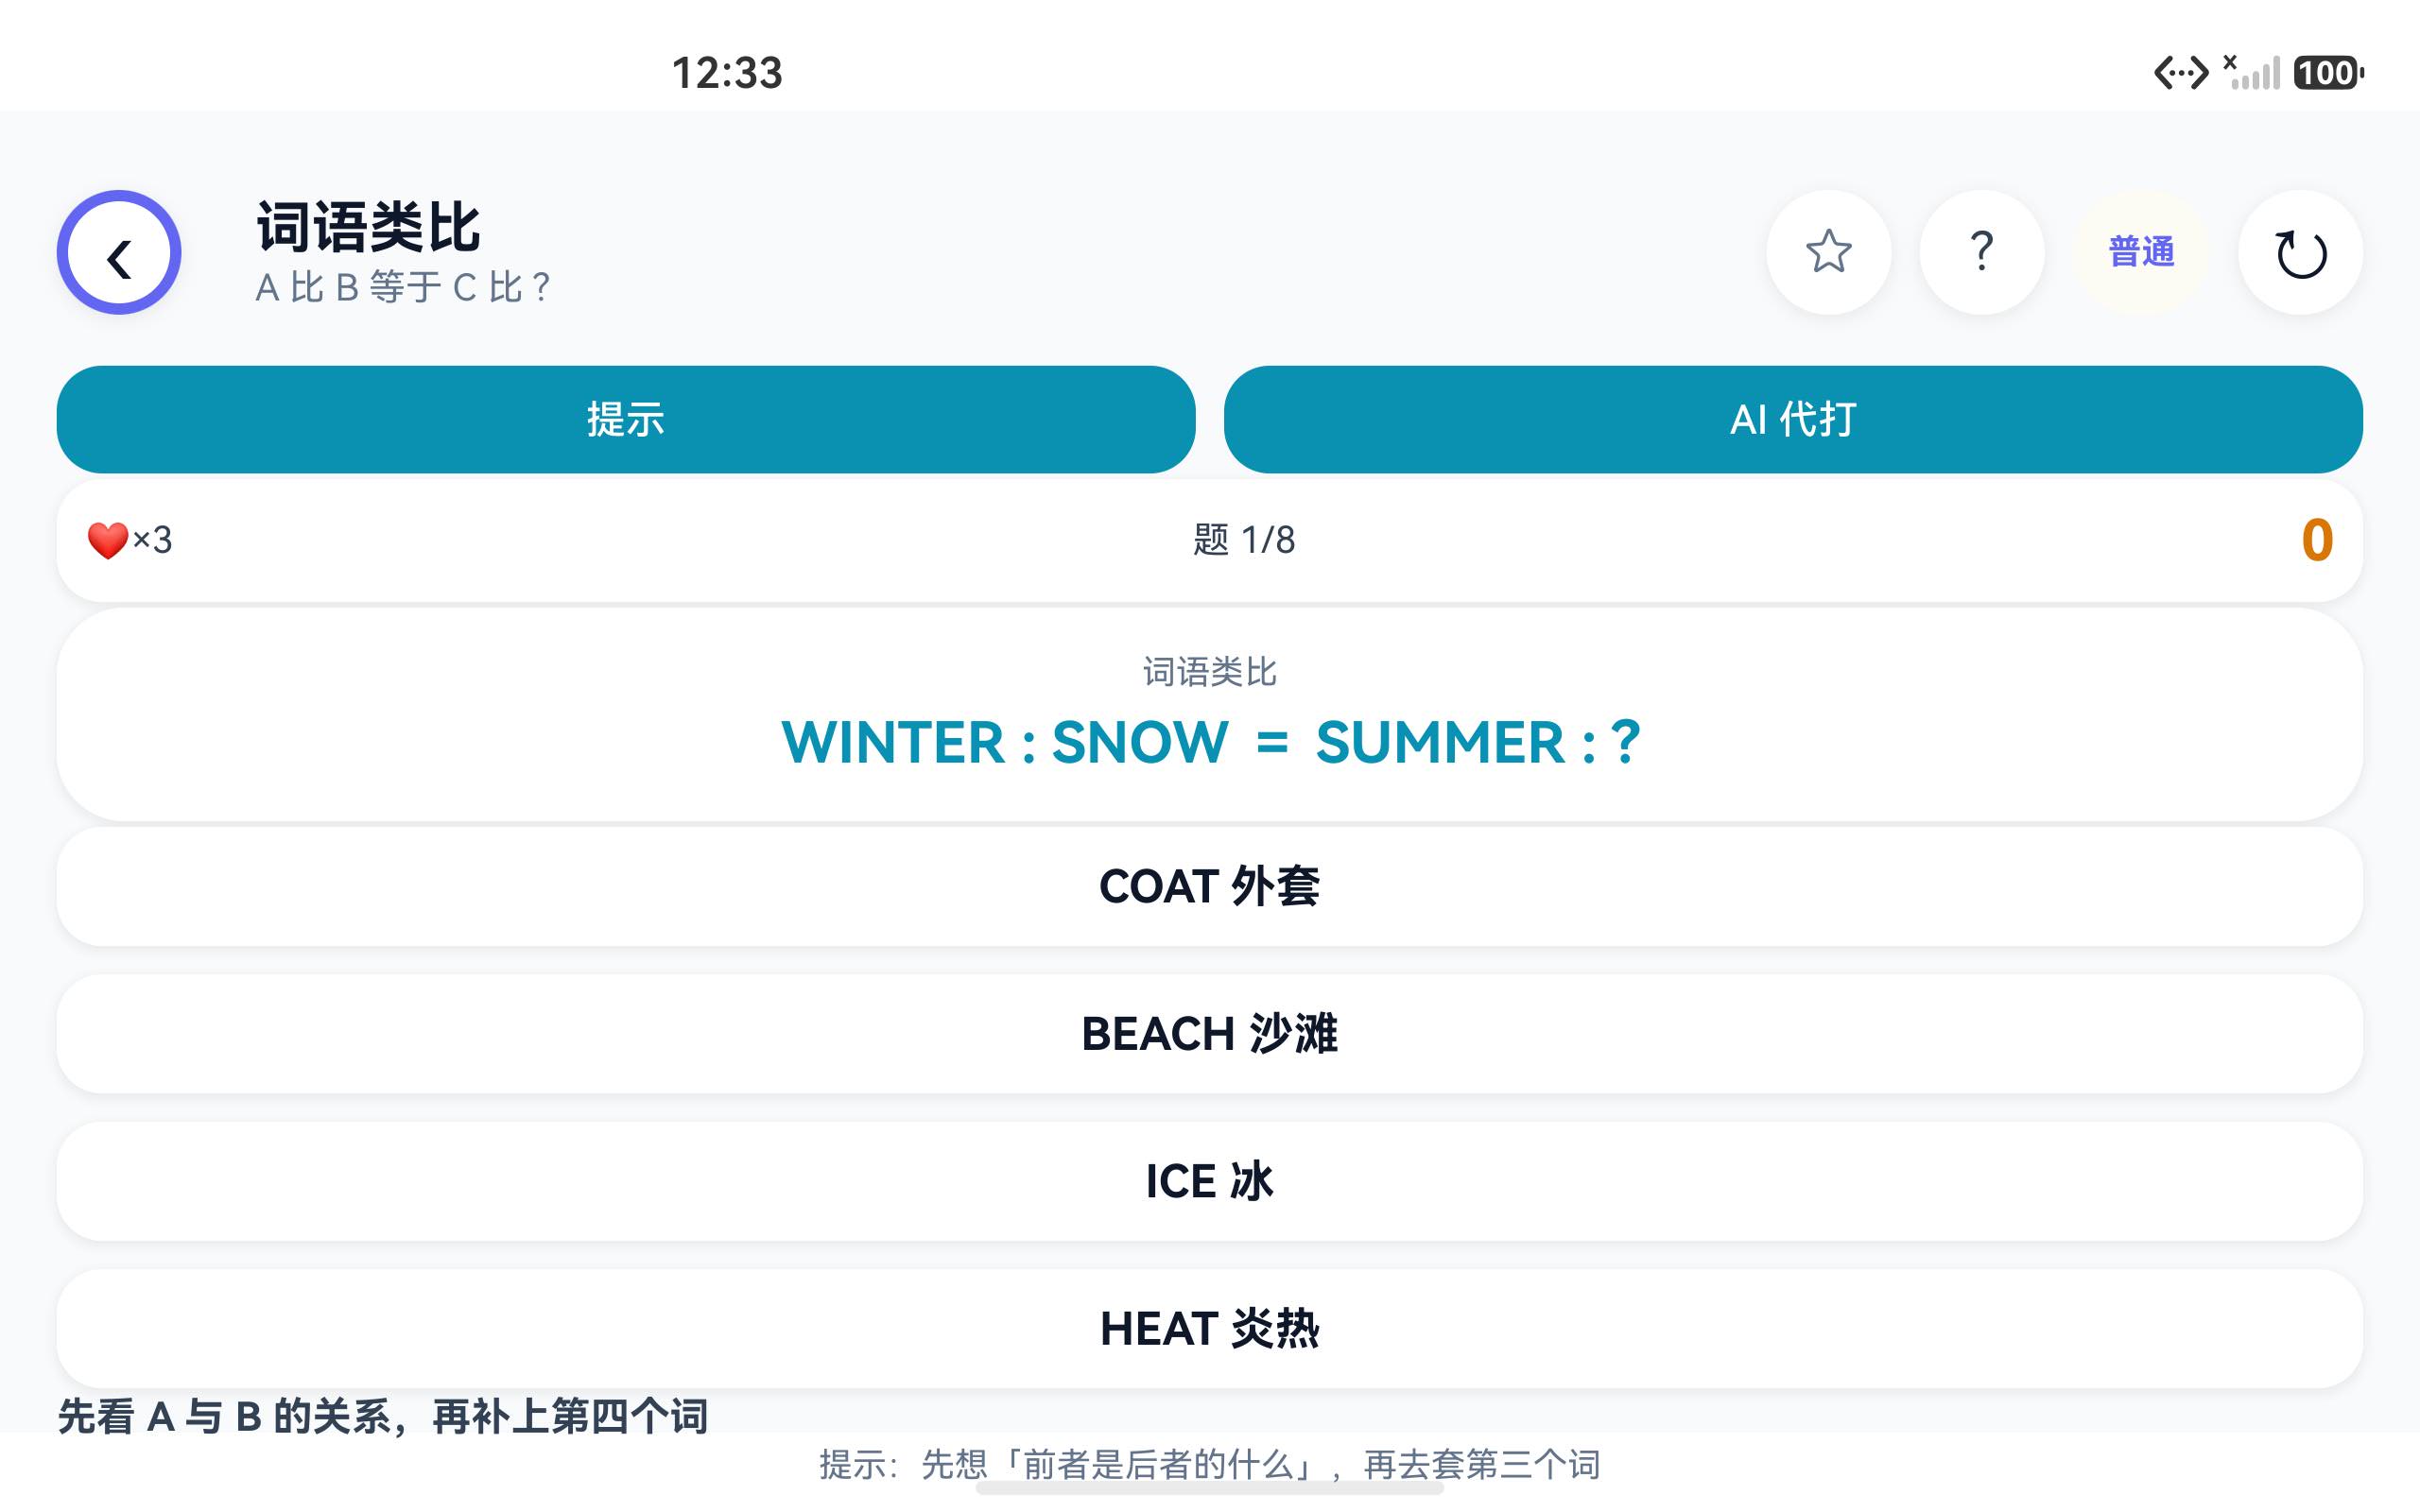 12:33
100
词语类比
A 比 B 等于 C 比 ?
?
普通
提示
AI 代打
×3
题 1/8
0
词语类比
WINTER : SNOW = SUMMER : ?
COAT 外套
BEACH 沙滩
ICE 冰
HEAT 炎热
先看 A 与 B 的关系，再补上第四个词
提示：先想「前者是后者的什么」，再去套第三个词